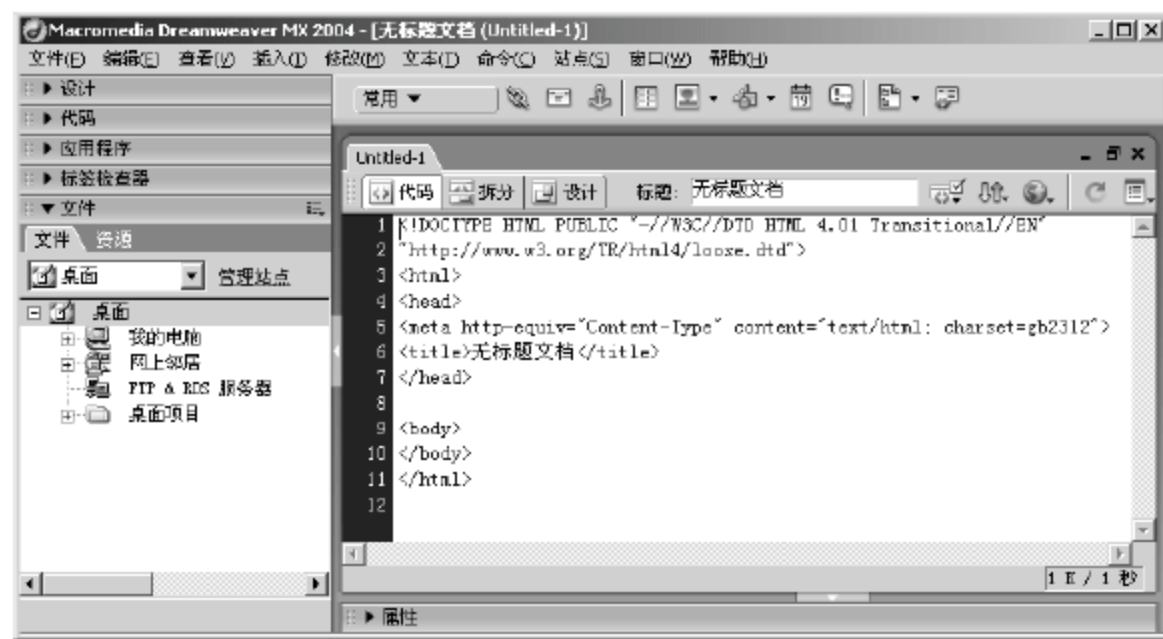 Macromedia Dreamweaver MX 2004 - [无标题文档 (Untitled-1)]
文件(F) 编辑(E) 查看(V) 插入(I) 修改(M) 文本(T) 命令(C) 站点(S) 窗口(W) 帮助(H)
设计
代码
应用程序
标签检查器
文件
文件 资源
桌面 管理站点
桌面
我的电脑
网上邻居
FTP & RDS 服务器
桌面项目
常用
Untitled-1
代码 拆分 设计 标题: 无标题文档
1 <!DOCTYPE HTML PUBLIC "-//W3C//DTD HTML 4.01 Transitional//EN"
2 "http://www.w3.org/TR/html4/loose.dtd">
3 <html>
4 <head>
5 <meta http-equiv="Content-Type" content="text/html; charset=gb2312">
6 <title>无标题文档</title>
7 </head>
8
9 <body>
10 </body>
11 </html>
12
1 K / 1 秒
属性